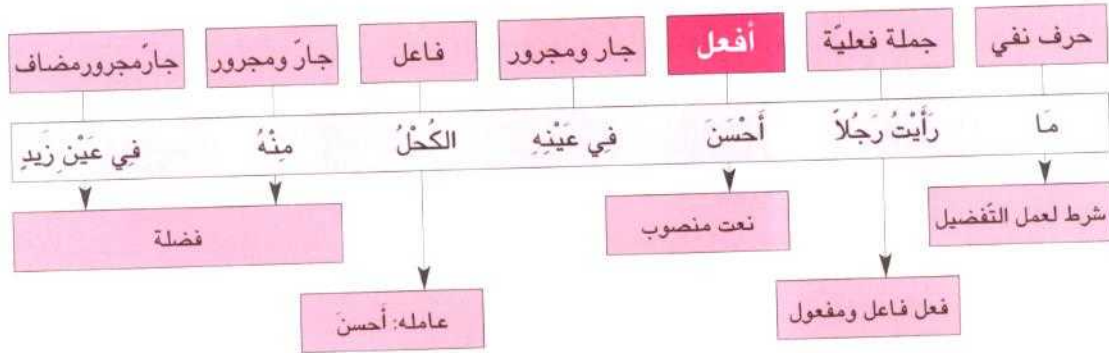 حرف نفي جملة فعليّة أفعل جار ومجرور فاعل جارّ ومجرور جارّمجرورمضاف
مَا رَأَيْتُ رَجُلاً أَحْسَنَ فِي عَيْنِهِ الكُحْلُ مِنْهُ فِي عَيْنِ زَيدِ
شرط لعمل التّفضيل نعت منصوب فضلة
فعل فاعل ومفعول عامله: أَحسنَ